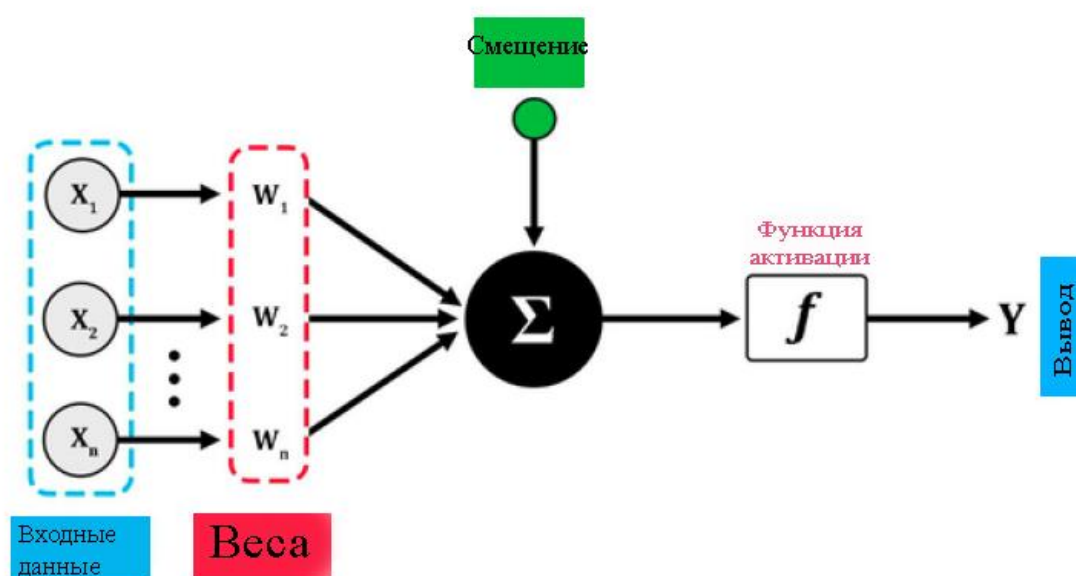 Смещение
X₁
W₁
Функция
активации
X₂
W₂
Σ
f
Y
Вывод
Xₙ
Wₙ
Входные
данные
Веса